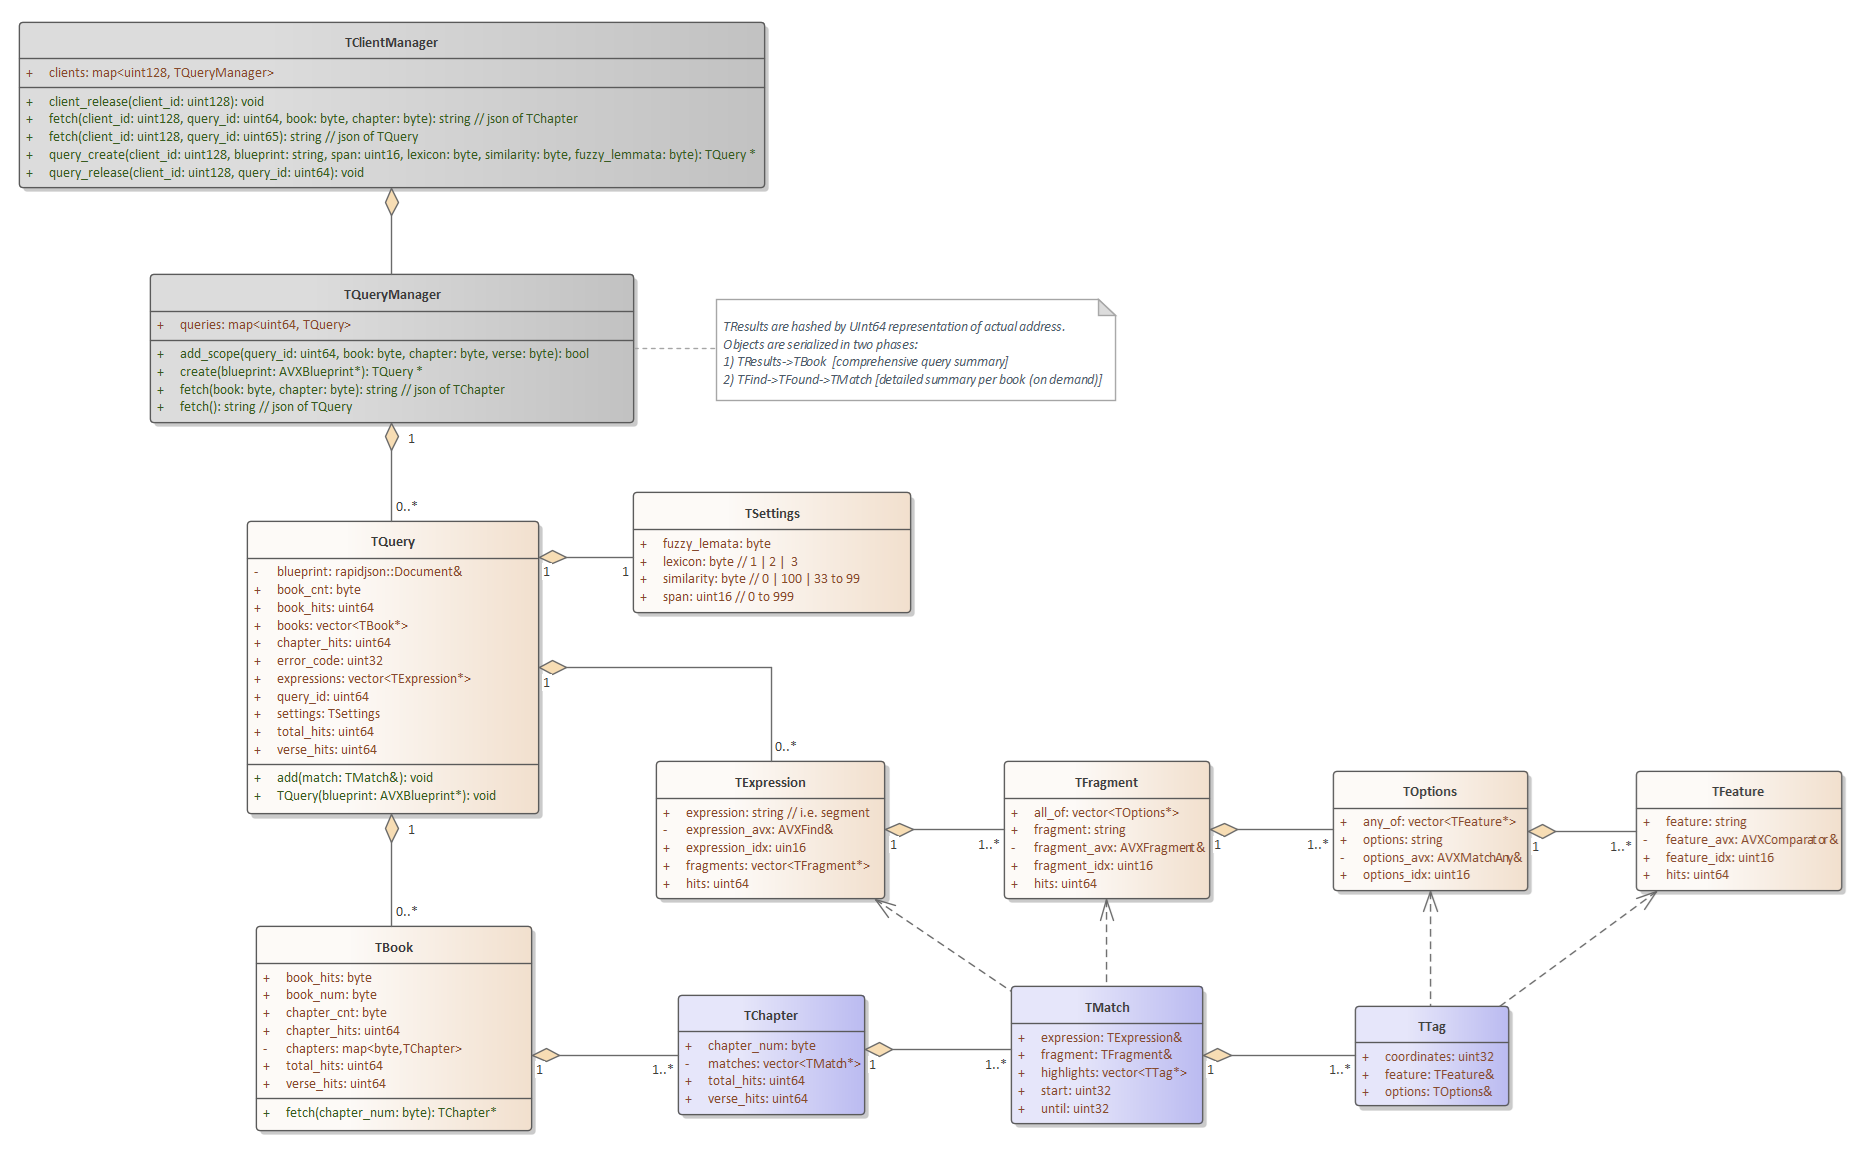 TClientManager
+ clients: map<uint128, TQueryManager>
+ client_release(client_id: uint128): void
+ fetch(client_id: uint128, query_id: uint64, book: byte, chapter: byte): string // json of TChapter
+ fetch(client_id: uint128, query_id: uint65): string // json of TQuery
+ query_create(client_id: uint128, blueprint: string, span: uint16, lexicon: byte, similarity: byte, fuzzy_lemmata: byte): TQuery *
+ query_release(client_id: uint128, query_id: uint64): void
TQueryManager
+ queries: map<uint64, TQuery>
+ add_scope(query_id: uint64, book: byte, chapter: byte, verse: byte): bool
+ create(blueprint: AVXBlueprint*): TQuery *
+ fetch(book: byte, chapter: byte): string // json of TChapter
+ fetch(): string // json of TQuery
TResults are hashed by UInt64 representation of actual address.
Objects are serialized in two phases:
1) TResults->TBook [comprehensive query summary]
2) TFind->TFound->TMatch [detailed summary per book (on demand)]
1
0..*
TQuery
- blueprint: rapidjson::Document&
+ book_cnt: byte
+ book_hits: uint64
+ books: vector<TBook*>
+ chapter_hits: uint64
+ error_code: uint32
+ expressions: vector<TExpression*>
+ query_id: uint64
+ settings: TSettings
+ total_hits: uint64
+ verse_hits: uint64
+ add(match: TMatch&): void
+ TQuery(blueprint: AVXBlueprint*): void
1
1
TSettings
+ fuzzy_lemata: byte
+ lexicon: byte // 1 | 2 | 3
+ similarity: byte // 0 | 100 | 33 to 99
+ span: uint16 // 0 to 999
1
0..*
TExpression
+ expression: string // i.e. segment
- expression_avx: AVXFind&
+ expression_idx: uin16
+ fragments: vector<TFragment*>
+ hits: uint64
1
1..*
TFragment
+ all_of: vector<TOptions*>
+ fragment: string
- fragment_avx: AVXFragment&
+ fragment_idx: uint16
+ hits: uint64
1
1..*
TOptions
+ any_of: vector<TFeature*>
+ options: string
- options_avx: AVXMatchAny&
+ options_idx: uint16
1
1..*
TFeature
+ feature: string
- feature_avx: AVXComparator&
+ feature_idx: uint16
+ hits: uint64
1
0..*
TBook
+ book_hits: byte
+ book_num: byte
+ chapter_cnt: byte
+ chapter_hits: uint64
- chapters: map<byte,TChapter>
+ total_hits: uint64
+ verse_hits: uint64
+ fetch(chapter_num: byte): TChapter*
1
1..*
TChapter
+ chapter_num: byte
- matches: vector<TMatch*>
+ total_hits: uint64
+ verse_hits: uint64
1
1..*
TMatch
+ expression: TExpression&
+ fragment: TFragment&
+ highlights: vector<TTag*>
+ start: uint32
+ until: uint32
1
1..*
TTag
+ coordinates: uint32
+ feature: TFeature&
+ options: TOptions&